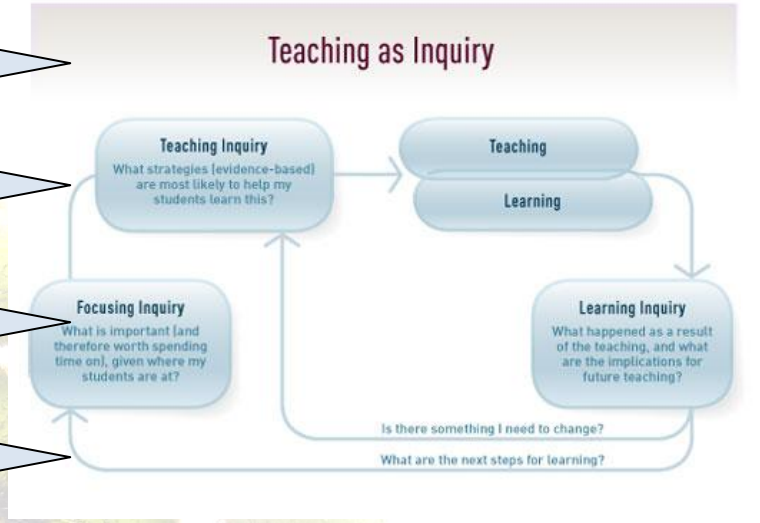 Teaching as Inquiry
Teaching Inquiry
What strategies (evidence-based)
are most likely to help my
students learn this?
Teaching
Learning
Focusing Inquiry
What is important (and
therefore worth spending
time on), given where my
students are at?
Learning Inquiry
What happened as a result
of the teaching, and what
are the implications for
future teaching?
Is there something I need to change?
What are the next steps for learning?